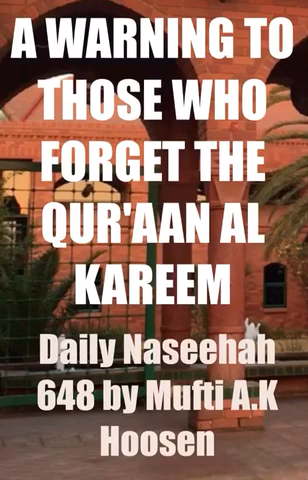 A WARNING TO
THOSE WHO
FORGET THE
QUR'AAN AL
KAREEM
Daily Naseehah
648 by Mufti A.K
Hoosen